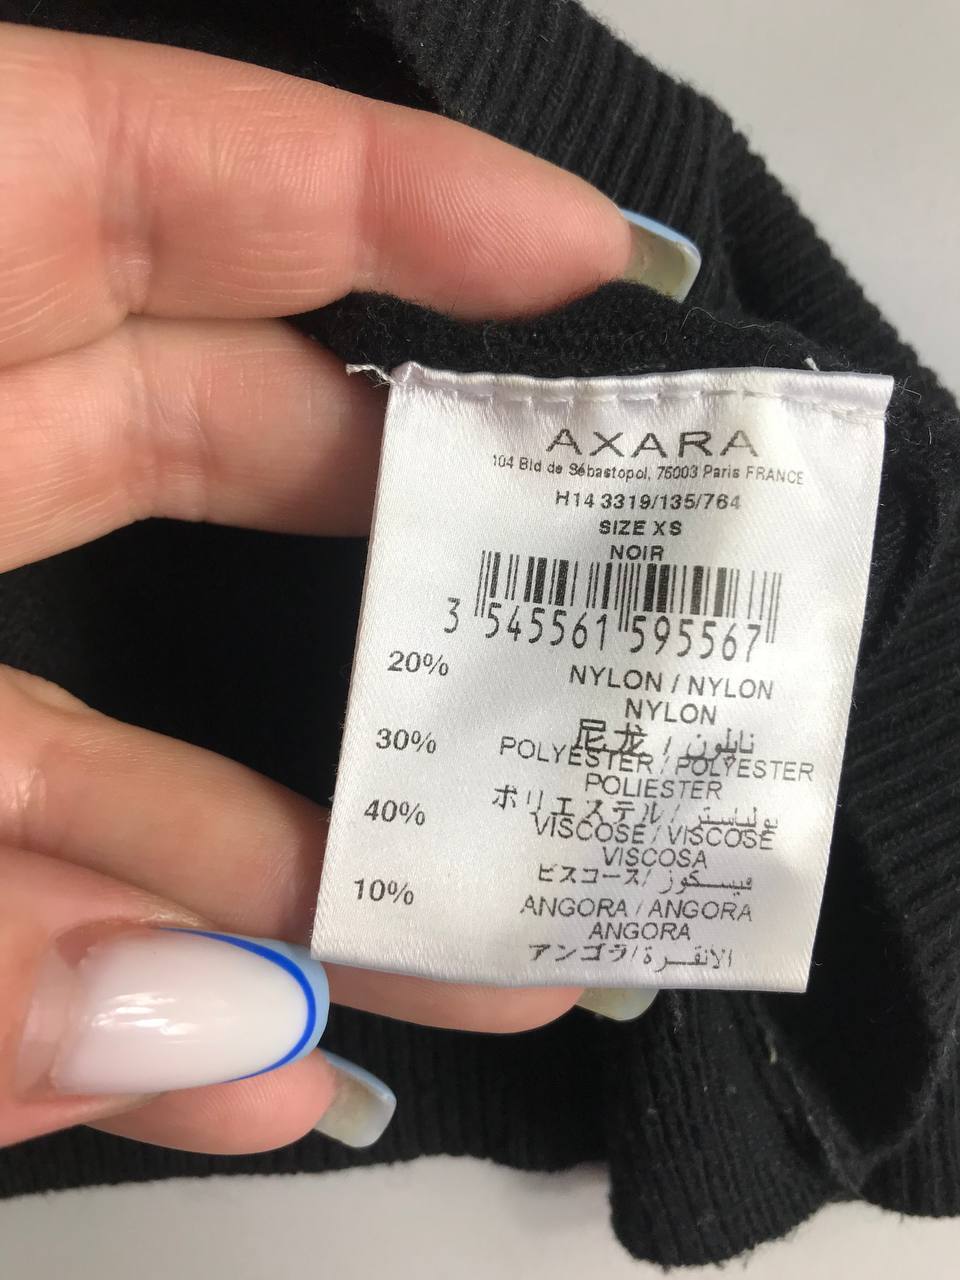 AXARA
104 Bld de Sébastopol, 75003 Paris FRANCE
H14 3319/135/764
SIZE XS
NOIR
3 545561 595567
20% NYLON / NYLON
NYLON
尼龙 / نايلون
30% POLYESTER / POLYESTER
POLIESTER
ポリエステル / بولياستر
40% VISCOSE / VISCOSE
VISCOSA
ビスコース / فيسكوز
10% ANGORA / ANGORA
ANGORA
アンゴラ / الانقرة